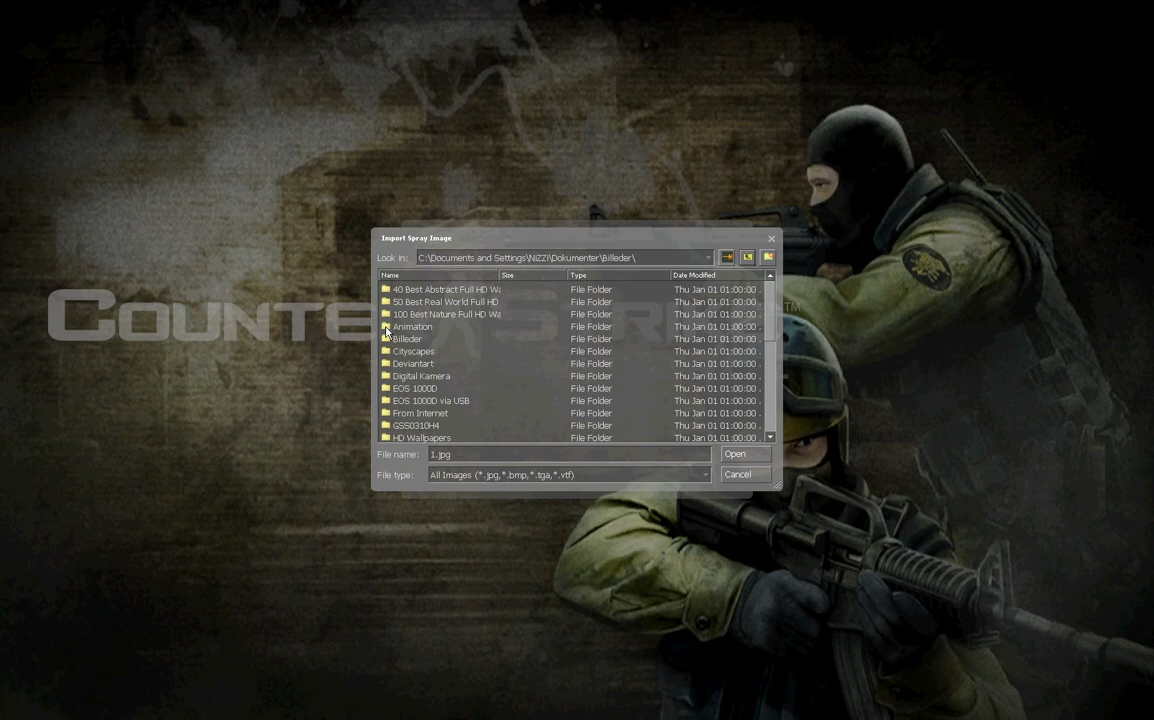 Import Spray Image
Look in: C:\Documents and Settings\NiZZi\Dokumenter\Billeder\
Name Size Type Date Modified
40 Best Abstract Full HD Wa File Folder Thu Jan 01 01:00:00 .
50 Best Real World Full HD File Folder Thu Jan 01 01:00:00 .
100 Best Nature Full HD Wa File Folder Thu Jan 01 01:00:00 .
COUNTER STRIKE ™
Animation File Folder Thu Jan 01 01:00:00 .
Billeder File Folder Thu Jan 01 01:00:00 .
Cityscapes File Folder Thu Jan 01 01:00:00 .
Deviantart File Folder Thu Jan 01 01:00:00 .
Digital Kamera File Folder Thu Jan 01 01:00:00 .
EOS 1000D File Folder Thu Jan 01 01:00:00 .
EOS 1000D via USB File Folder Thu Jan 01 01:00:00 .
From Internet File Folder Thu Jan 01 01:00:00 .
GSS0310H4 File Folder Thu Jan 01 01:00:00 .
HD Wallpapers File Folder Thu Jan 01 01:00:00 .
File name: 1.jpg Open
File type: All Images (*.jpg,*.bmp,*.tga,*.vtf) Cancel